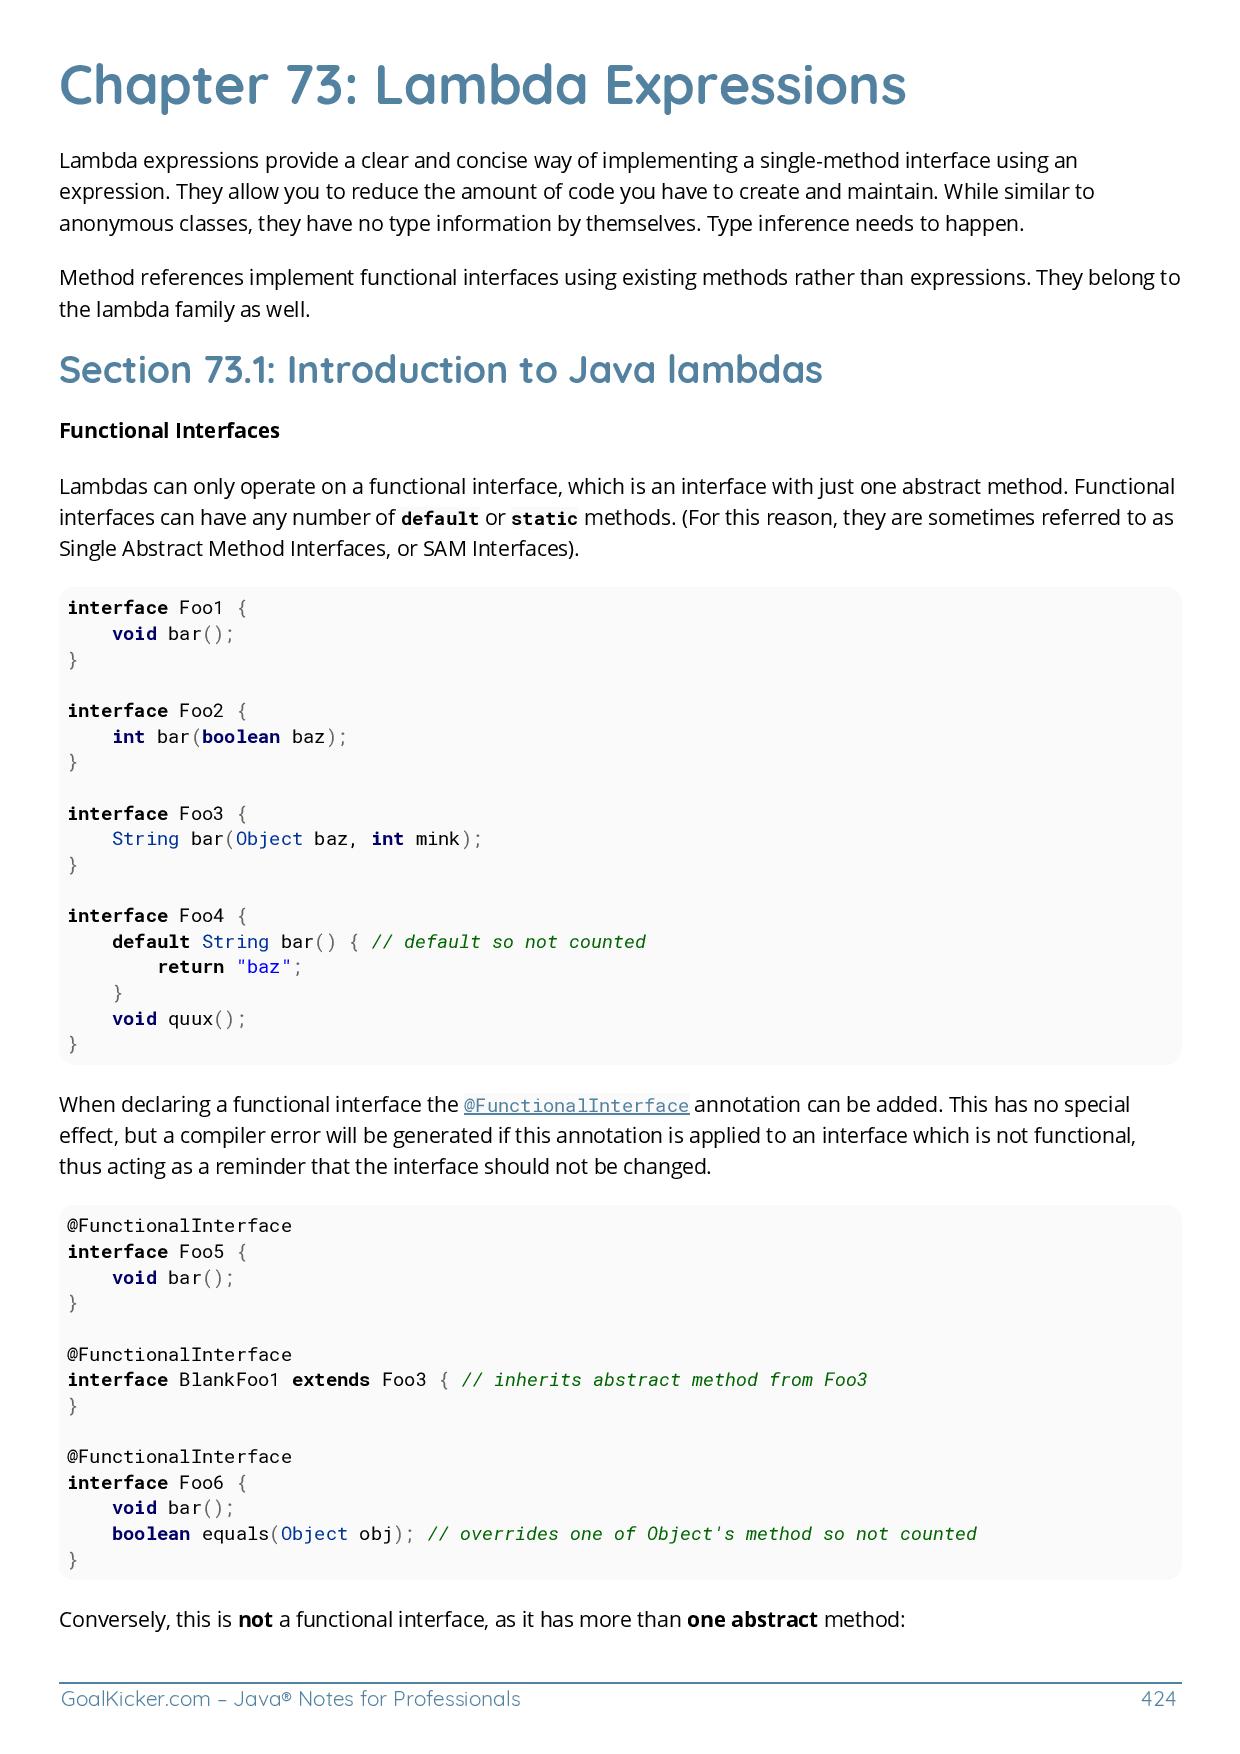 Chapter 73: Lambda Expressions
Lambda expressions provide a clear and concise way of implementing a single-method interface using an
expression. They allow you to reduce the amount of code you have to create and maintain. While similar to
anonymous classes, they have no type information by themselves. Type inference needs to happen.
Method references implement functional interfaces using existing methods rather than expressions. They belong to
the lambda family as well.
Section 73.1: Introduction to Java lambdas
Functional Interfaces
Lambdas can only operate on a functional interface, which is an interface with just one abstract method. Functional
interfaces can have any number of default or static methods. (For this reason, they are sometimes referred to as
Single Abstract Method Interfaces, or SAM Interfaces).
interface Foo1 {
    void bar();
}
interface Foo2 {
    int bar(boolean baz);
}
interface Foo3 {
    String bar(Object baz, int mink);
}
interface Foo4 {
    default String bar() { // default so not counted
        return "baz";
    }
    void quux();
}
When declaring a functional interface the @FunctionalInterface annotation can be added. This has no special
effect, but a compiler error will be generated if this annotation is applied to an interface which is not functional,
thus acting as a reminder that the interface should not be changed.
@FunctionalInterface
interface Foo5 {
    void bar();
}
@FunctionalInterface
interface BlankFoo1 extends Foo3 { // inherits abstract method from Foo3
}
@FunctionalInterface
interface Foo6 {
    void bar();
    boolean equals(Object obj); // overrides one of Object's method so not counted
}
Conversely, this is not a functional interface, as it has more than one abstract method:
GoalKicker.com – Java® Notes for Professionals 424